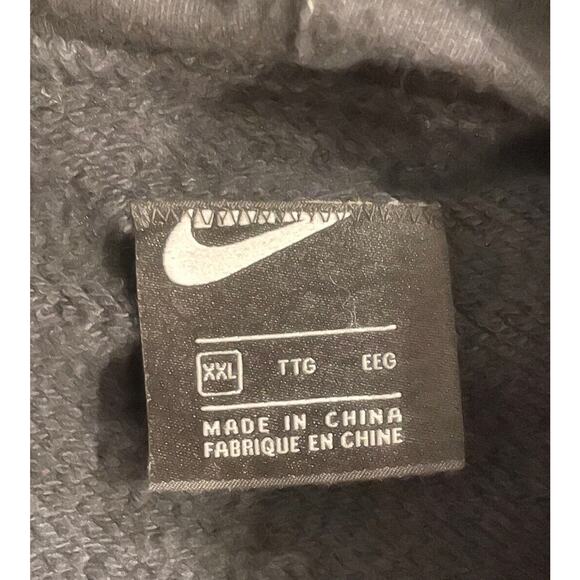 XXL TTG EEG
MADE IN CHINA
FABRIQUE EN CHINE